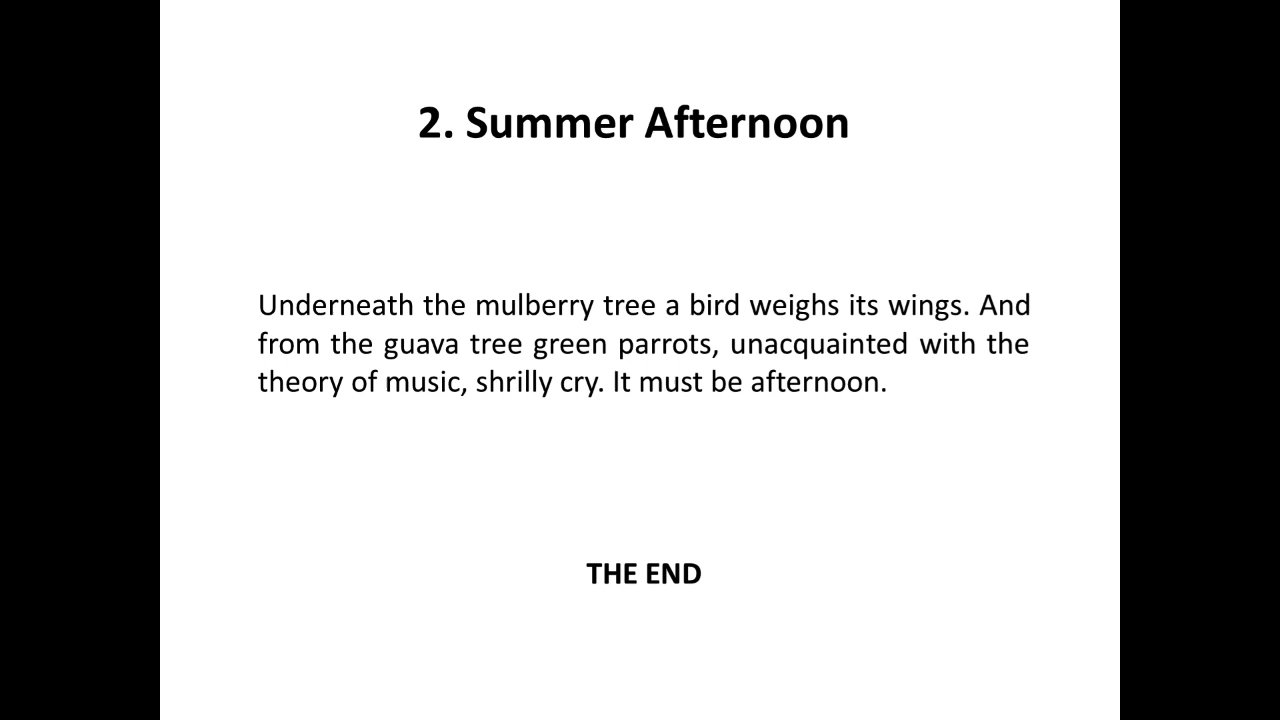 2. Summer Afternoon
Underneath the mulberry tree a bird weighs its wings. And
from the guava tree green parrots, unacquainted with the
theory of music, shrilly cry. It must be afternoon.
THE END